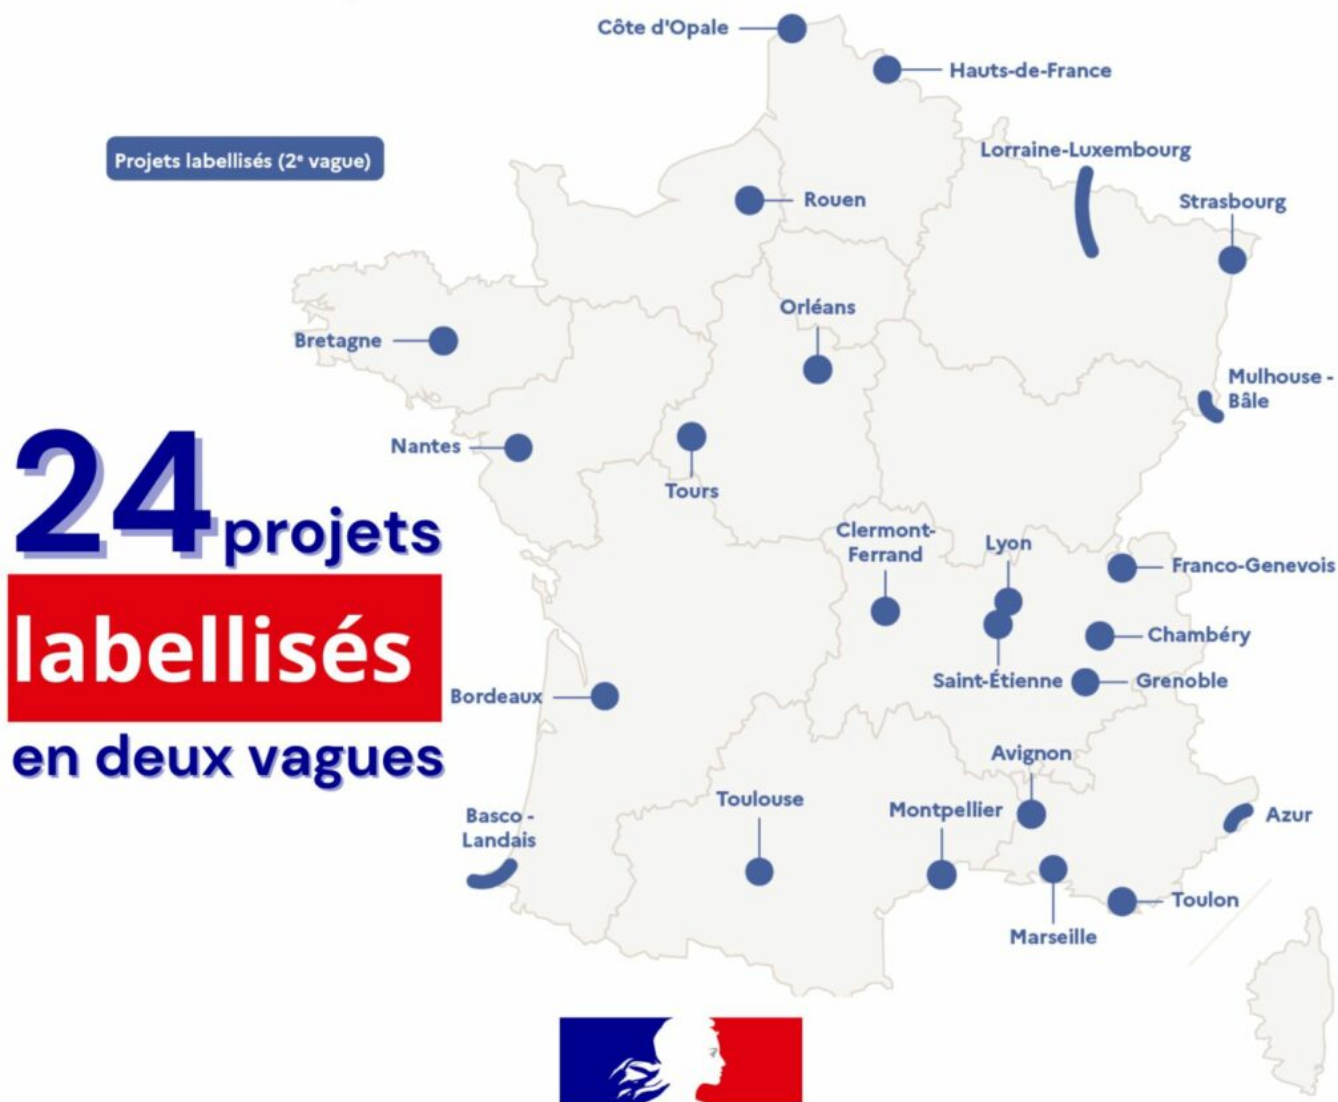 Côte d'Opale
Hauts-de-France
Projets labellisés (2ᵉ vague)
Lorraine-Luxembourg
Rouen
Strasbourg
Orléans
Bretagne
Mulhouse -
Bâle
Nantes
Tours
24 projets
labellisés
en deux vagues
Clermont-
Ferrand
Lyon
Franco-Genevois
Chambéry
Saint-Étienne
Grenoble
Bordeaux
Avignon
Toulouse
Montpellier
Basco -
Landais
Azur
Toulon
Marseille